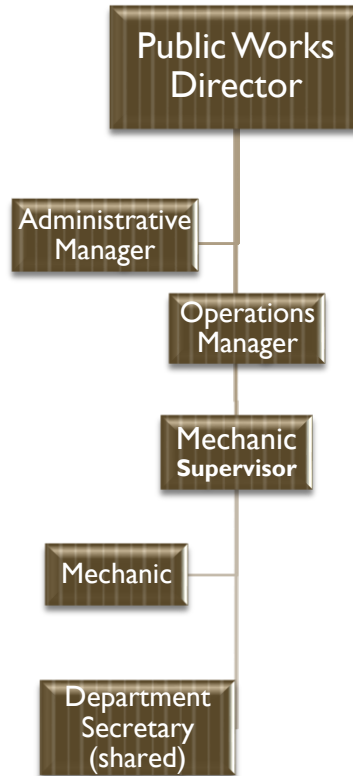 Public Works
Director
Administrative
Manager
Operations
Manager
Mechanic
Supervisor
Mechanic
Department
Secretary
(shared)